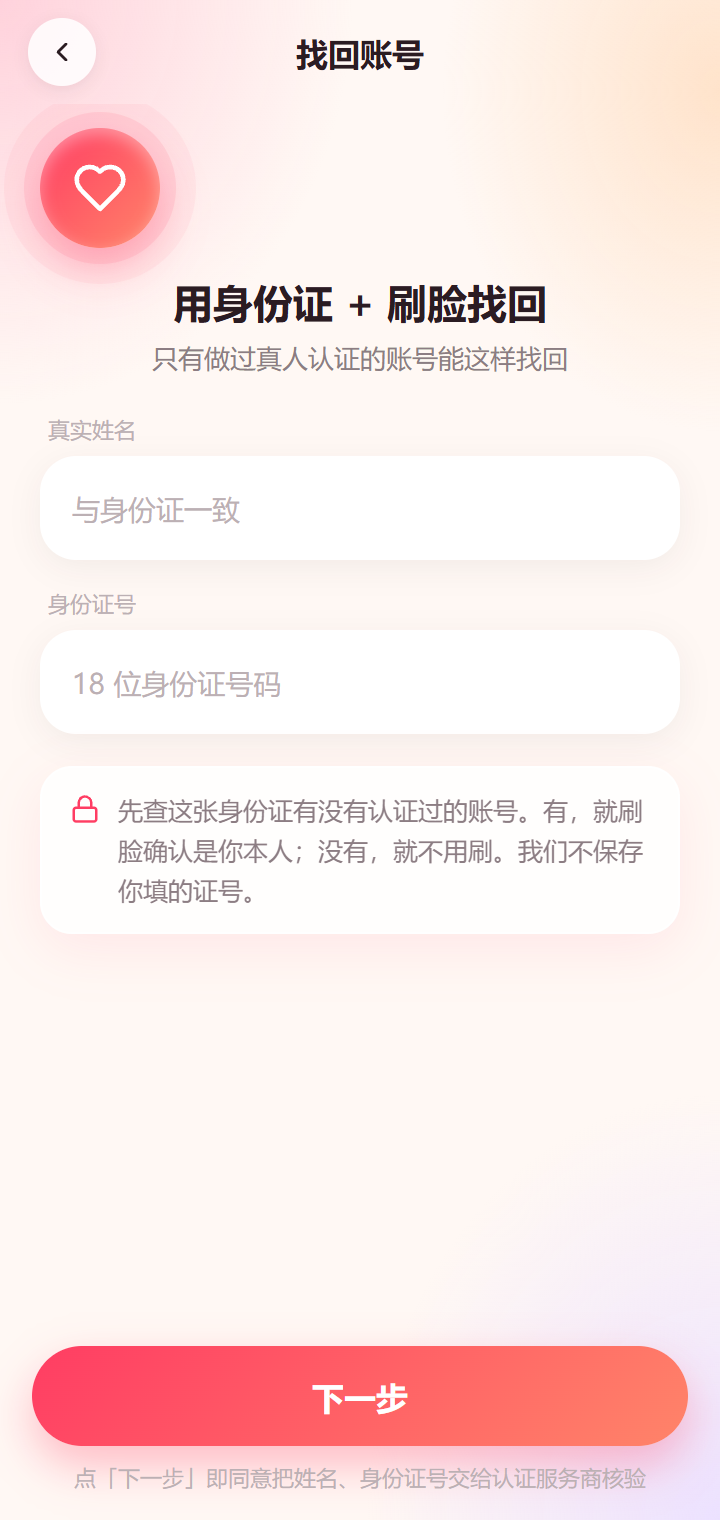 找回账号
用身份证 + 刷脸找回
只有做过真人认证的账号能这样找回
真实姓名
与身份证一致
身份证号
18 位身份证号码
先查这张身份证有没有认证过的账号。有，就刷
脸确认是你本人；没有，就不用刷。我们不保存
你填的证号。
下一步
点「下一步」即同意把姓名、身份证号交给认证服务商核验